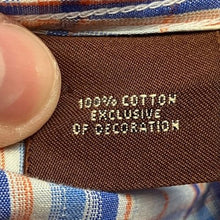 100% COTTON
EXCLUSIVE
OF DECORATION